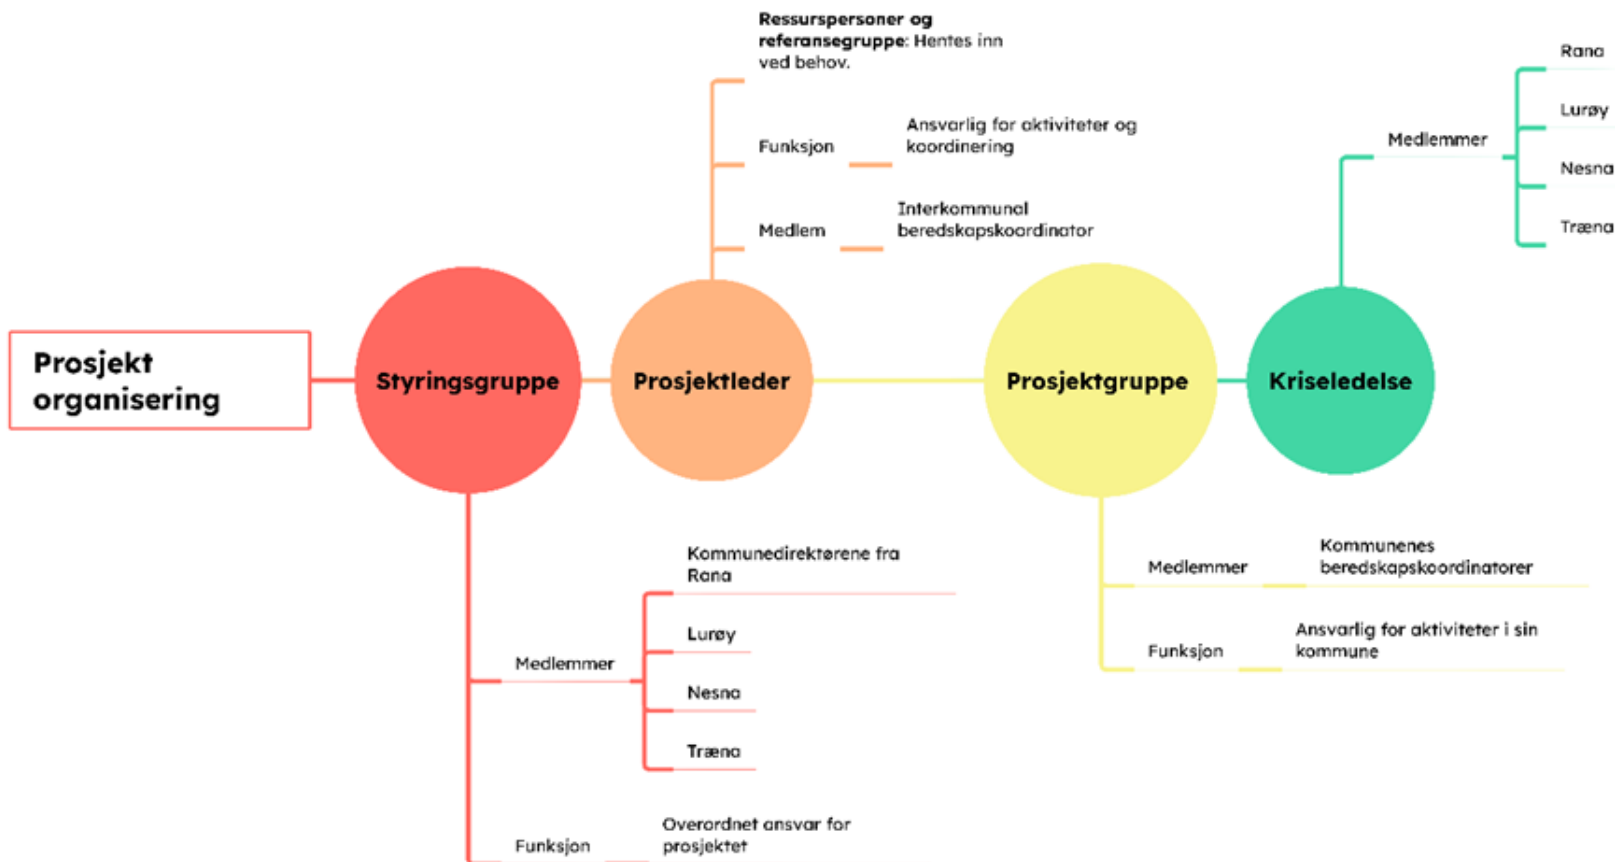 Prosjekt
organisering
Styringsgruppe
Medlemmer
Kommunedirektørene fra
Rana
Lurøy
Nesna
Træna
Funksjon
Overordnet ansvar for
prosjektet
Prosjektleder
Ressurspersoner og
referansegruppe: Hentes inn
ved behov.
Funksjon
Ansvarlig for aktiviteter og
koordinering
Medlem
Interkommunal
beredskapskoordinator
Prosjektgruppe
Medlemmer
Kommunenes
beredskapskoordinatorer
Funksjon
Ansvarlig for aktiviteter i sin
kommune
Kriseledelse
Medlemmer
Rana
Lurøy
Nesna
Træna